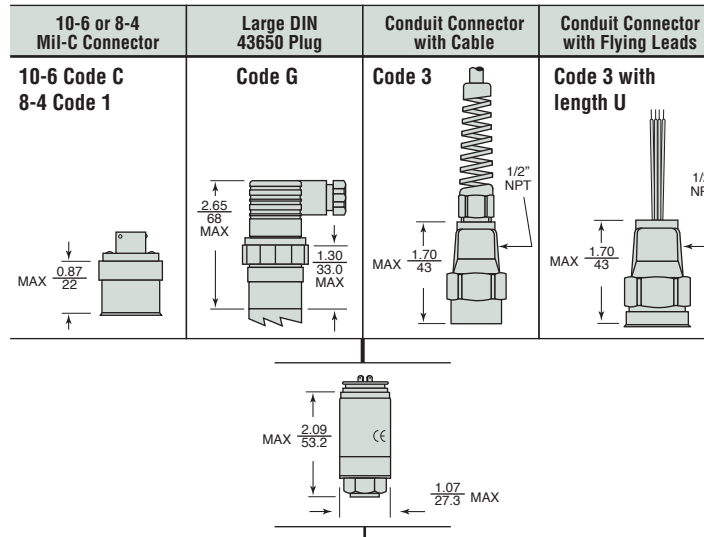 10-6 or 8-4
Mil-C Connector
Large DIN
43650 Plug
Conduit Connector
with Cable
Conduit Connector
with Flying Leads
10-6 Code C
8-4 Code 1
Code G
Code 3
Code 3 with
length U
MAX 0.87
22
2.65
68
MAX
1.30
33.0
MAX
1/2"
NPT
MAX 1.70
43
MAX 1.70
43
MAX 2.09
53.2
CE
1.07
27.3 MAX